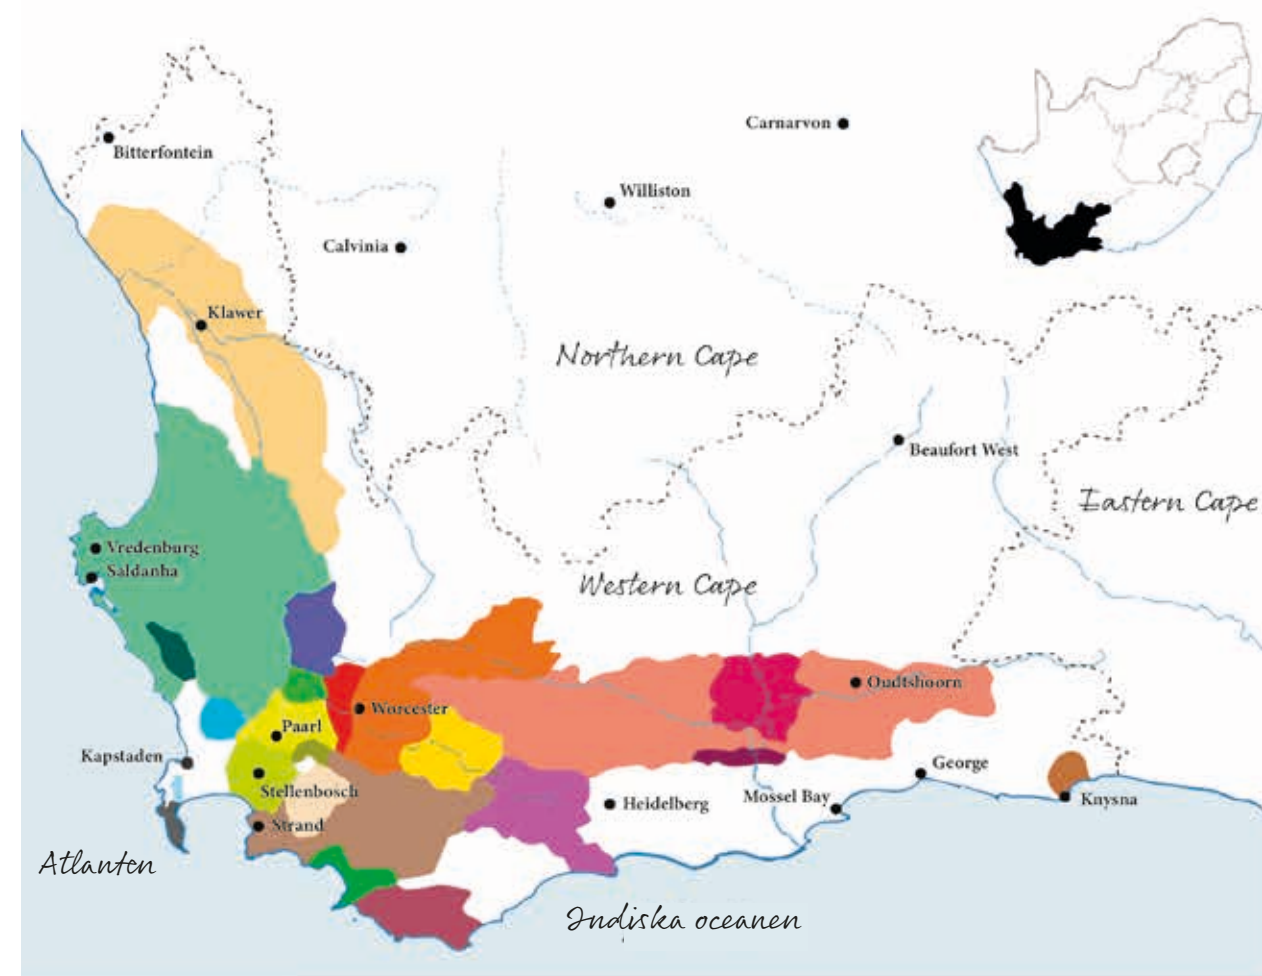 Carnarvon
Bitterfontein
Williston
Calvinia
Klawer
Northern Cape
Beaufort West
Eastern Cape
Vredenburg
Saldanha
Western Cape
Oudtshoorn
Worcester
Paarl
Kapstaden
George
Stellenbosch
Heidelberg
Mossel Bay
Knysna
Strand
Atlanten
Indiska oceanen